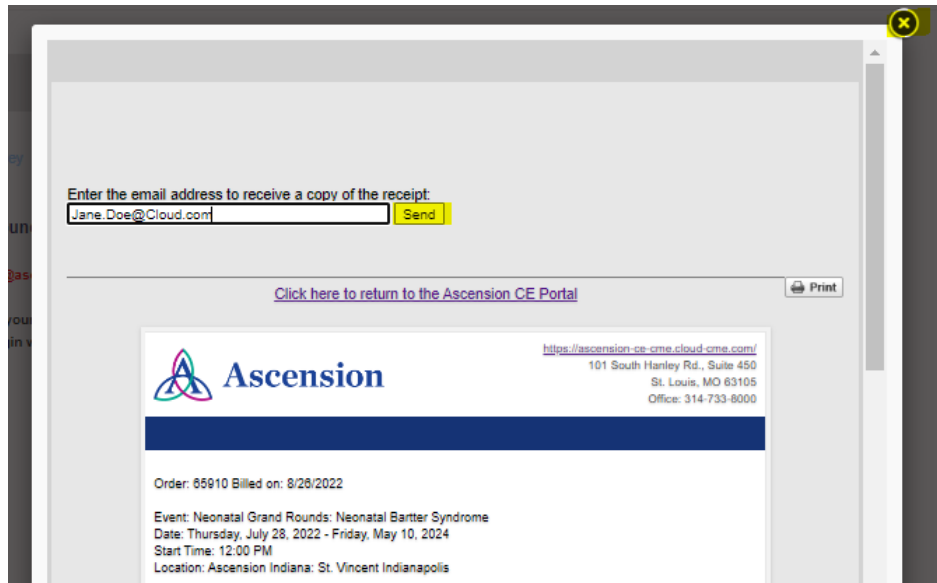 Enter the email address to receive a copy of the receipt:
Jane.Doe@Cloud.com
Send
Click here to return to the Ascension CE Portal
Print
Ascension
https://ascension-ce-cme.cloud-cme.com/
101 South Hanley Rd., Suite 450
St. Louis, MO 63105
Office: 314-733-8000
Order: 65910 Billed on: 8/26/2022
Event: Neonatal Grand Rounds: Neonatal Bartter Syndrome
Date: Thursday, July 28, 2022 - Friday, May 10, 2024
Start Time: 12:00 PM
Location: Ascension Indiana: St. Vincent Indianapolis